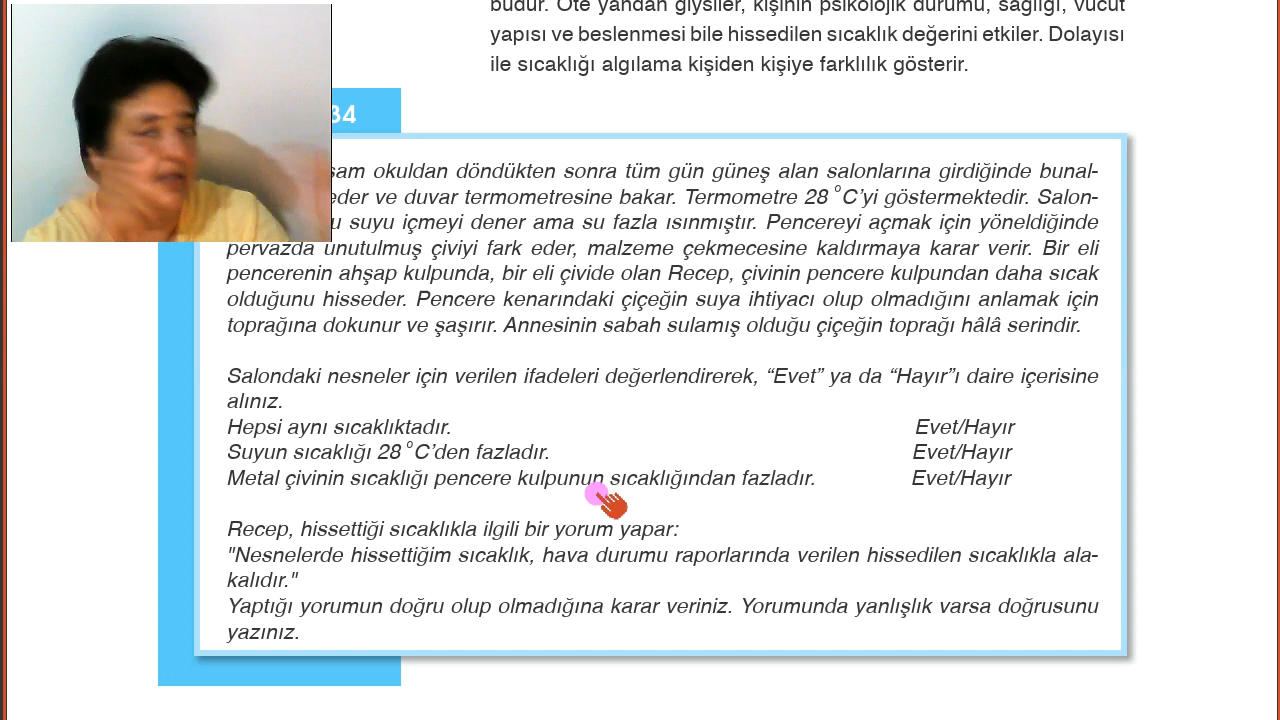 budur. Öte yandan giysiler, kişinin psikolojik durumu, sağlığı, vücut
yapısı ve beslenmesi bile hissedilen sıcaklık değerini etkiler. Dolayısı
ile sıcaklığı algılama kişiden kişiye farklılık gösterir.
34
sam okuldan döndükten sonra tüm gün güneş alan salonlarına girdiğinde bunal-
eder ve duvar termometresine bakar. Termometre 28 °C’yi göstermektedir. Salon-
u suyu içmeyi dener ama su fazla ısınmıştır. Pencereyi açmak için yöneldiğinde
pervazda unutulmuş çiviyi fark eder, malzeme çekmecesine kaldırmaya karar verir. Bir eli
pencerenin ahşap kulpunda, bir eli çivide olan Recep, çivinin pencere kulpundan daha sıcak
olduğunu hisseder. Pencere kenarındaki çiçeğin suya ihtiyacı olup olmadığını anlamak için
toprağına dokunur ve şaşırır. Annesinin sabah sulamış olduğu çiçeğin toprağı hâlâ serindir.
Salondaki nesneler için verilen ifadeleri değerlendirerek, “Evet” ya da “Hayır”ı daire içerisine
alınız.
Hepsi aynı sıcaklıktadır. Evet/Hayır
Suyun sıcaklığı 28 °C’den fazladır. Evet/Hayır
Metal çivinin sıcaklığı pencere kulpunun sıcaklığından fazladır. Evet/Hayır
Recep, hissettiği sıcaklıkla ilgili bir yorum yapar:
"Nesnelerde hissettiğim sıcaklık, hava durumu raporlarında verilen hissedilen sıcaklıkla ala-
kalıdır."
Yaptığı yorumun doğru olup olmadığına karar veriniz. Yorumunda yanlışlık varsa doğrusunu
yazınız.